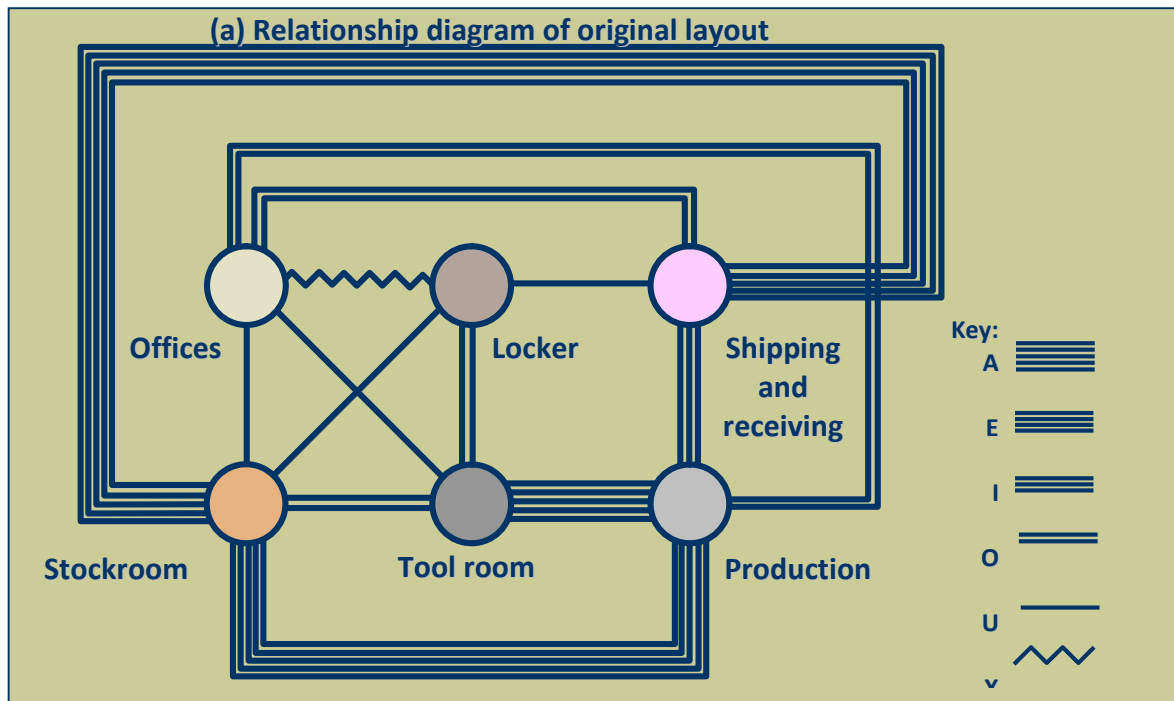 (a) Relationship diagram of original layout
Offices
Locker
Shipping
and
receiving
Key:
A
E
I
O
U
Stockroom
Tool room
Production